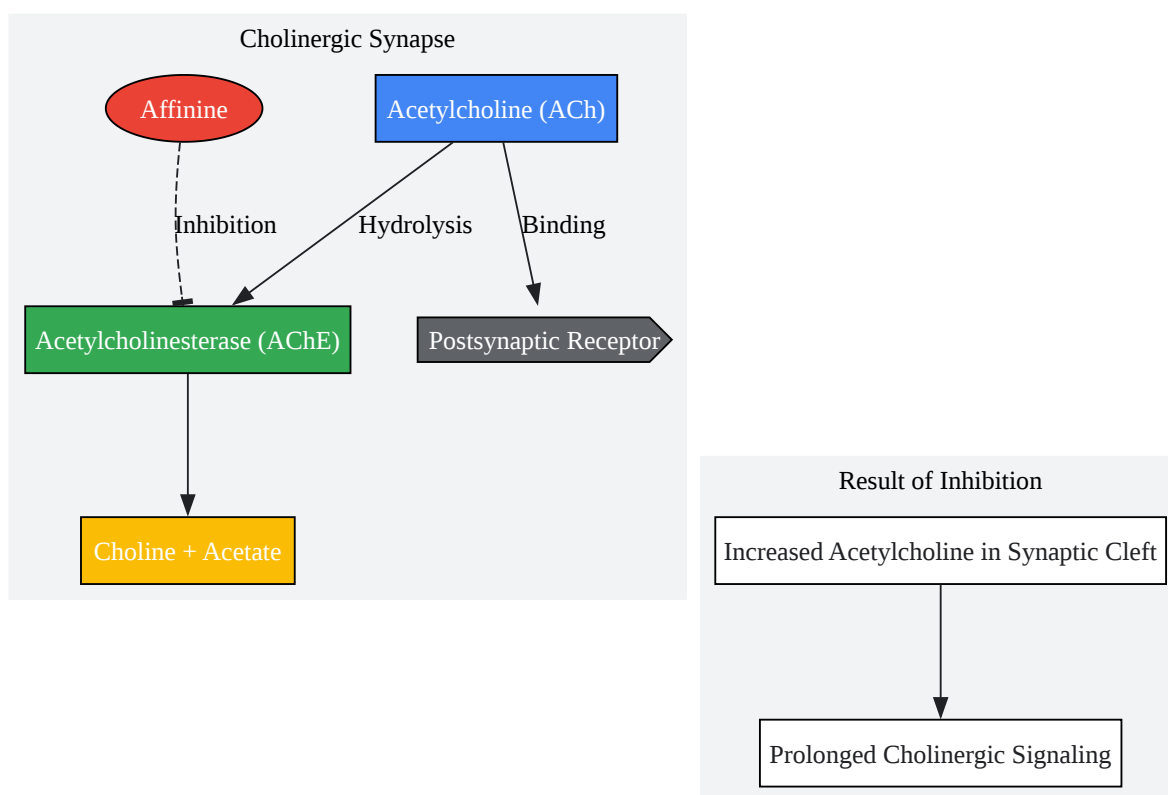 Cholinergic Synapse
Affinine
Acetylcholine (ACh)
Inhibition
Hydrolysis
Binding
Acetylcholinesterase (AChE)
Postsynaptic Receptor
Choline + Acetate
Result of Inhibition
Increased Acetylcholine in Synaptic Cleft
Prolonged Cholinergic Signaling